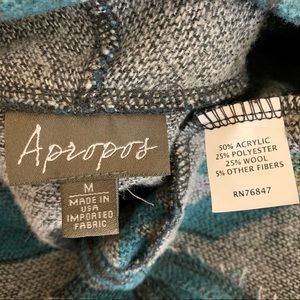 Apropos
M
MADE IN
USA
IMPORTED
FABRIC
50% ACRYLIC
25% POLYESTER
25% WOOL
5% OTHER FIBERS
RN76847